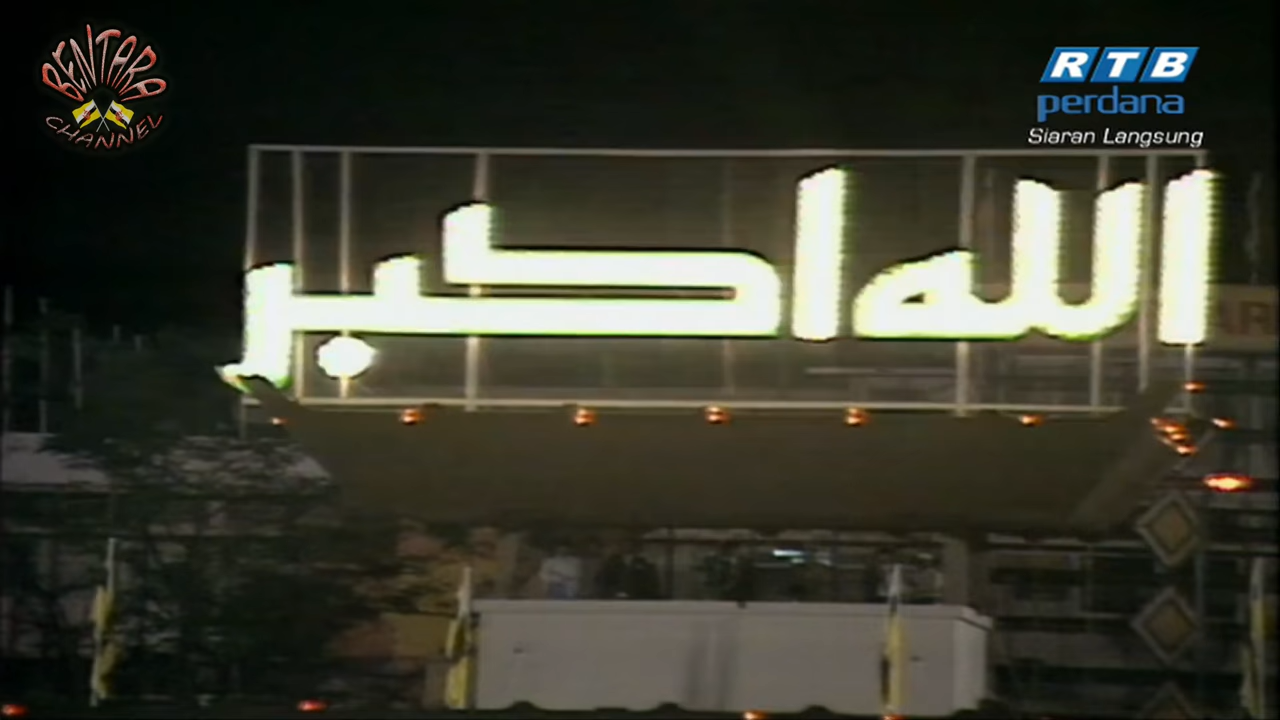 BENTARA
CHANNEL
RTB
perdana
Siaran Langsung
الله اكبر